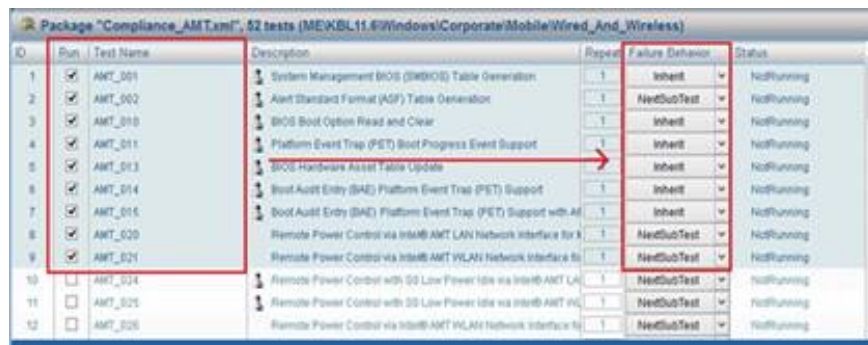 Package "Compliance_AMT.xml", 52 tests (ME\KBL11.6\Windows\Corporate\Mobile\Wired_And_Wireless)
ID Run Test Name Description Repeat Failure Behavior Status
1 AMT_001 System Management BIOS (SMBIOS) Table Generation 1 Inherit NotRunning
2 AMT_002 Alert Standard Format (ASF) Table Generation 1 NextSubTest NotRunning
3 AMT_010 BIOS Boot Option Read and Clear 1 Inherit NotRunning
4 AMT_011 Platform Event Trap (PET) Boot Progress Event Support 1 Inherit NotRunning
5 AMT_013 BIOS Hardware Asset Table Update Inherit NotRunning
6 AMT_014 Boot Audit Entry (BAE) Platform Event Trap (PET) Support 1 Inherit NotRunning
7 Boot Audit Entry (BAE) Platform Event Trap (PET) Support with 1 Inherit NotRunning
8 AMT_020 Remote Power Control via Intel® AMT LAN Network Interface for 1 NextSubTest NotRunning
9 AMT_021 Remote Power Control via Intel® AMT WLAN Network Interface 1 NextSubTest NotRunning
10 AMT_024 Remote Power Control with S0 Low Power Idle via Intel® AMT 1 NextSubTest NotRunning
11 AMT_025 Remote Power Control with S0 Low Power Idle via Intel® AMT 1 NextSubTest NotRunning
12 AMT_026 Remote Power Control via Intel® AMT WLAN Network Interface 1 NextSubTest NotRunning